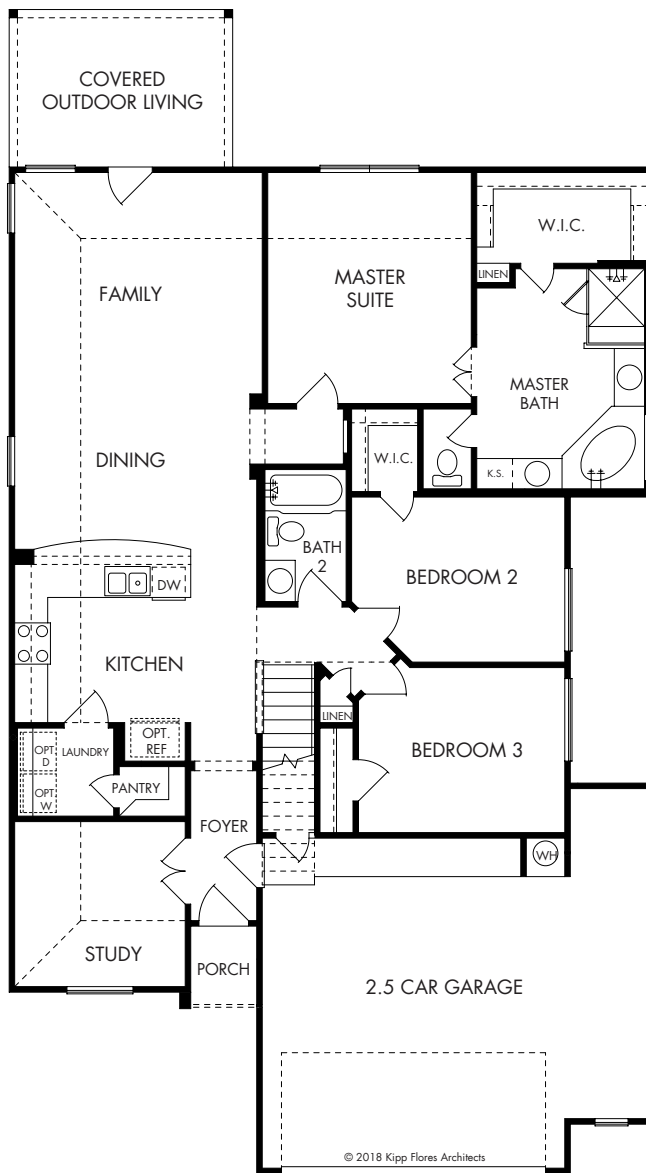 COVERED
OUTDOOR LIVING
W.I.C.
LINEN
FAMILY
MASTER
SUITE
MASTER
BATH
DINING
W.I.C.
K.S.
BATH
2
DW
BEDROOM 2
KITCHEN
LINEN
OPT.
REF
LAUNDRY
OPT.
D
BEDROOM 3
PANTRY
OPT.
W
FOYER
WH
STUDY
PORCH
2.5 CAR GARAGE
© 2018 Kipp Flores Architects